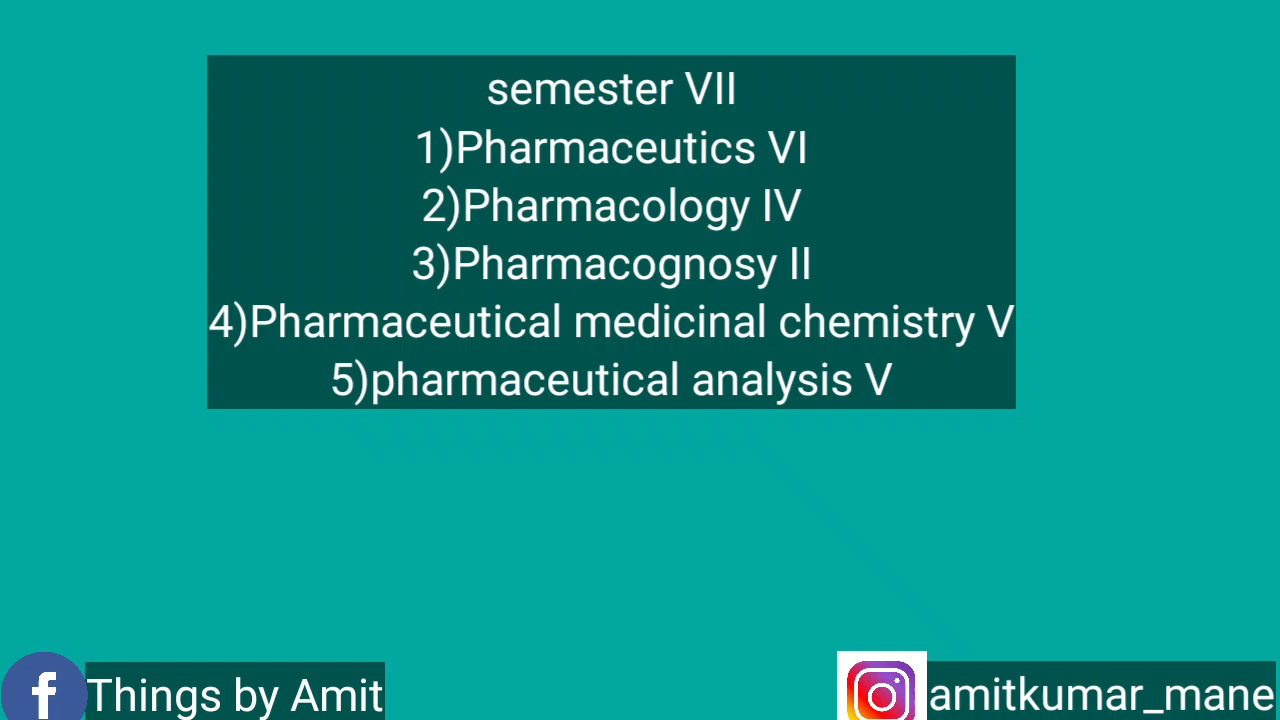 semester VII
1)Pharmaceutics VI
2)Pharmacology IV
3)Pharmacognosy II
4)Pharmaceutical medicinal chemistry V
5)pharmaceutical analysis V
Things by Amit
amitkumar_mane